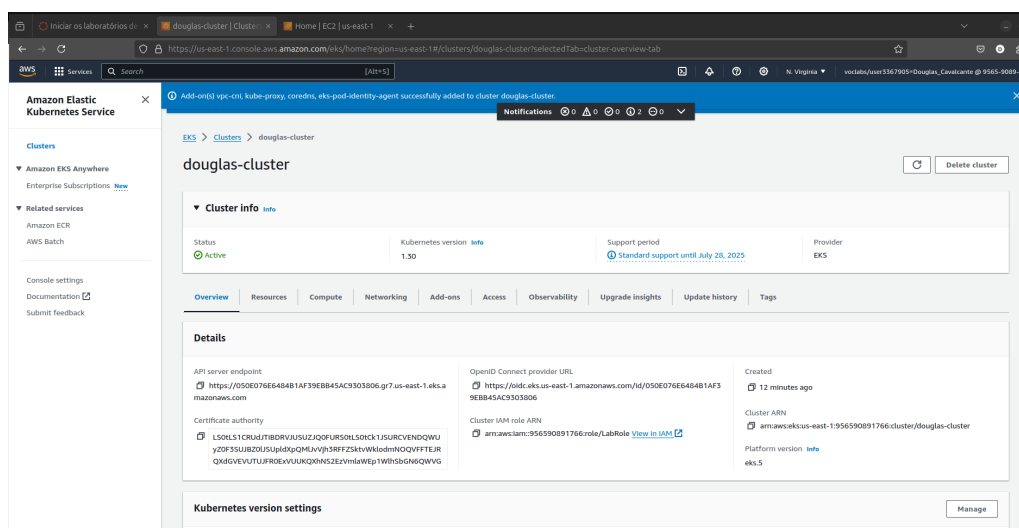 Iniciar os laboratórios de
douglas-cluster | Clusters
Home | EC2 | us-east-1
https://us-east-1.console.aws.amazon.com/eks/home?region=us-east-1#/clusters/douglas-cluster?selectedTab=cluster-overview-tab
aws Services Search [Alt+S] N. Virginia voclabs/user3367905=Douglas_Cavalcante @ 9565-9089-
Amazon Elastic
Kubernetes Service
Clusters
Amazon EKS Anywhere
Enterprise Subscriptions New
Related services
Amazon ECR
AWS Batch
Console settings
Documentation
Submit feedback
Add-on(s) vpc-cni, kube-proxy, coredns, eks-pod-identity-agent successfully added to cluster douglas-cluster.
Notifications 0 0 0 2 0
EKS > Clusters > douglas-cluster
douglas-cluster
Delete cluster
Cluster info Info
Status
Active
Kubernetes version Info
1.30
Support period
Standard support until July 28, 2025
Provider
EKS
Overview Resources Compute Networking Add-ons Access Observability Upgrade insights Update history Tags
Details
API server endpoint
https://050E076E6484B1AF39EBB45AC9303806.gr7.us-east-1.eks.a
mazonaws.com
Certificate authority
OpenID Connect provider URL
https://oidc.eks.us-east-1.amazonaws.com/id/050E076E6484B1AF3
9EBB45AC9303806
Cluster IAM role ARN
arn:aws:iam::956590891766:role/LabRole View in IAM
Created
12 minutes ago
Cluster ARN
arn:aws:eks:us-east-1:956590891766:cluster/douglas-cluster
Platform version Info
eks.5
Kubernetes version settings
Manage